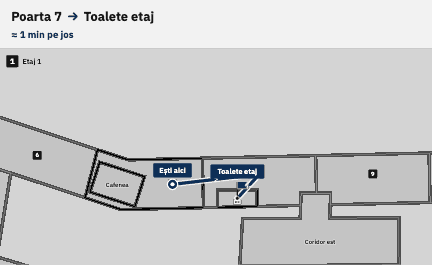 Poarta 7 → Toalete etaj
≈ 1 min pe jos
1 Etaj 1
6
Ești aici
Toalete etaj
9
Cafenea
Coridor est